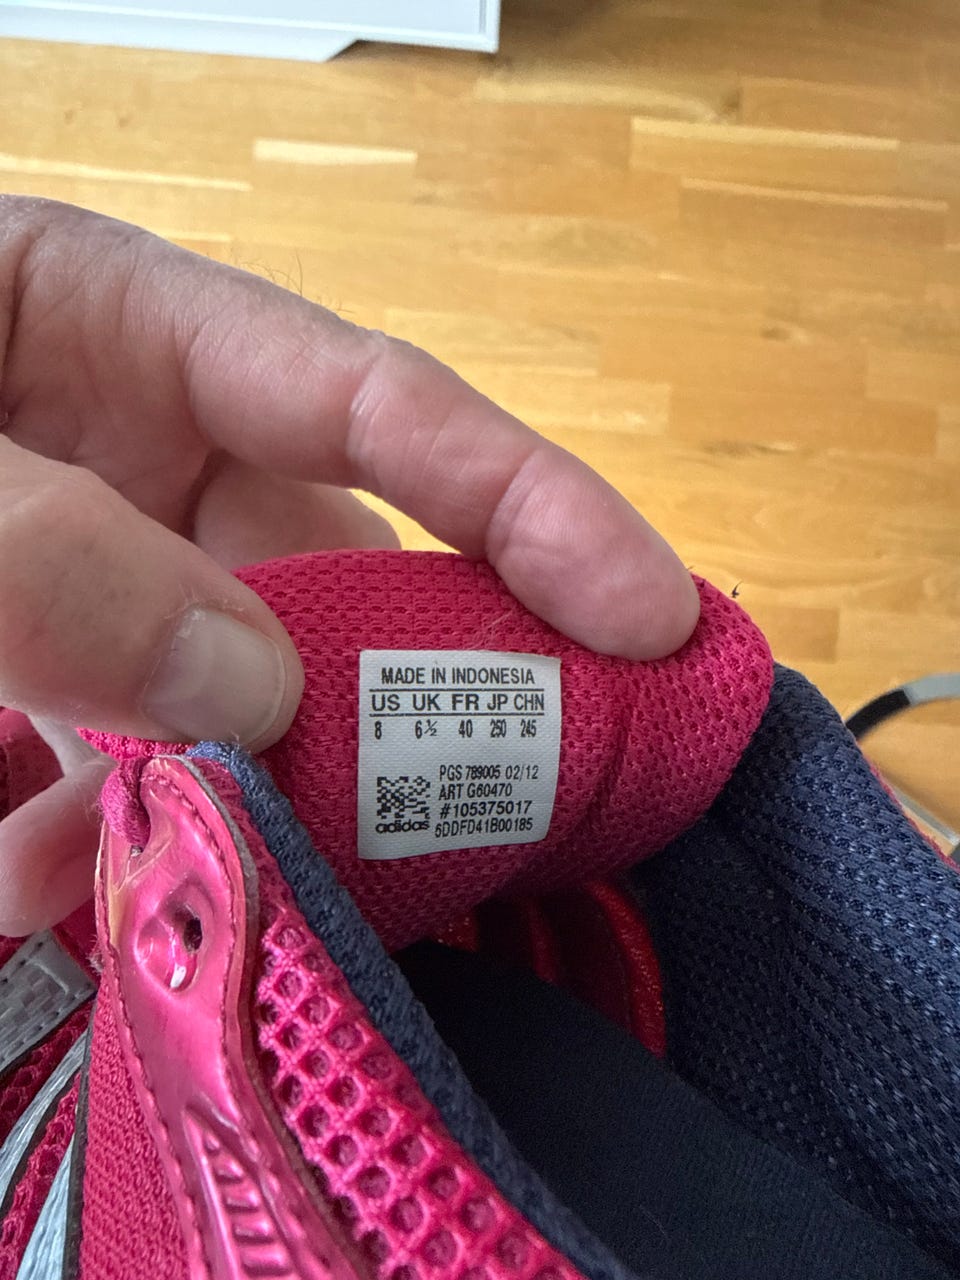 MADE IN INDONESIA
US UK FR JP CHN
8 6½ 40 250 245
PGS 789005 02/12
ART G60470
#105375017
adidas 6DDFD41B00185